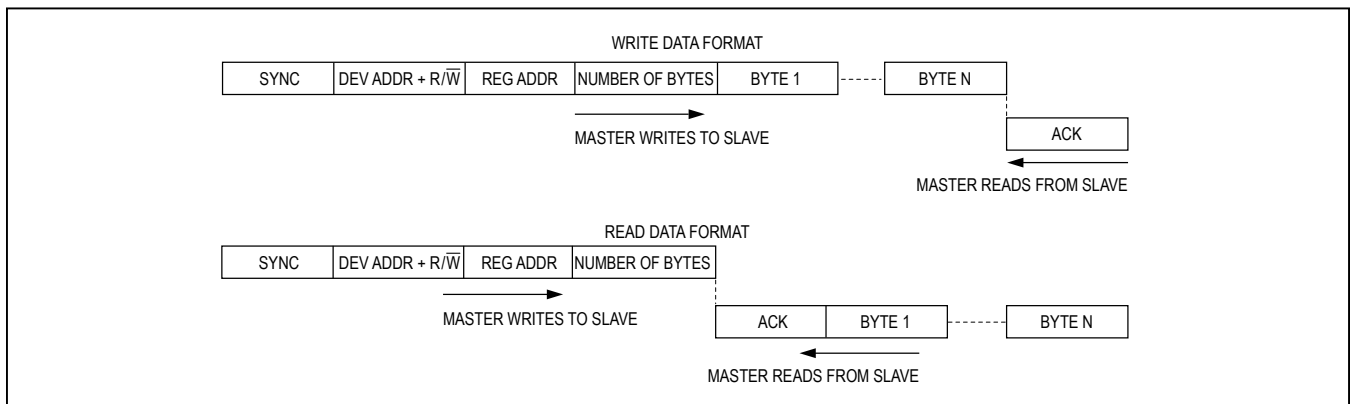 WRITE DATA FORMAT
SYNC DEV ADDR + R/W̅ REG ADDR NUMBER OF BYTES BYTE 1 BYTE N
MASTER WRITES TO SLAVE
ACK
MASTER READS FROM SLAVE
READ DATA FORMAT
SYNC DEV ADDR + R/W̅ REG ADDR NUMBER OF BYTES
MASTER WRITES TO SLAVE
ACK BYTE 1 BYTE N
MASTER READS FROM SLAVE